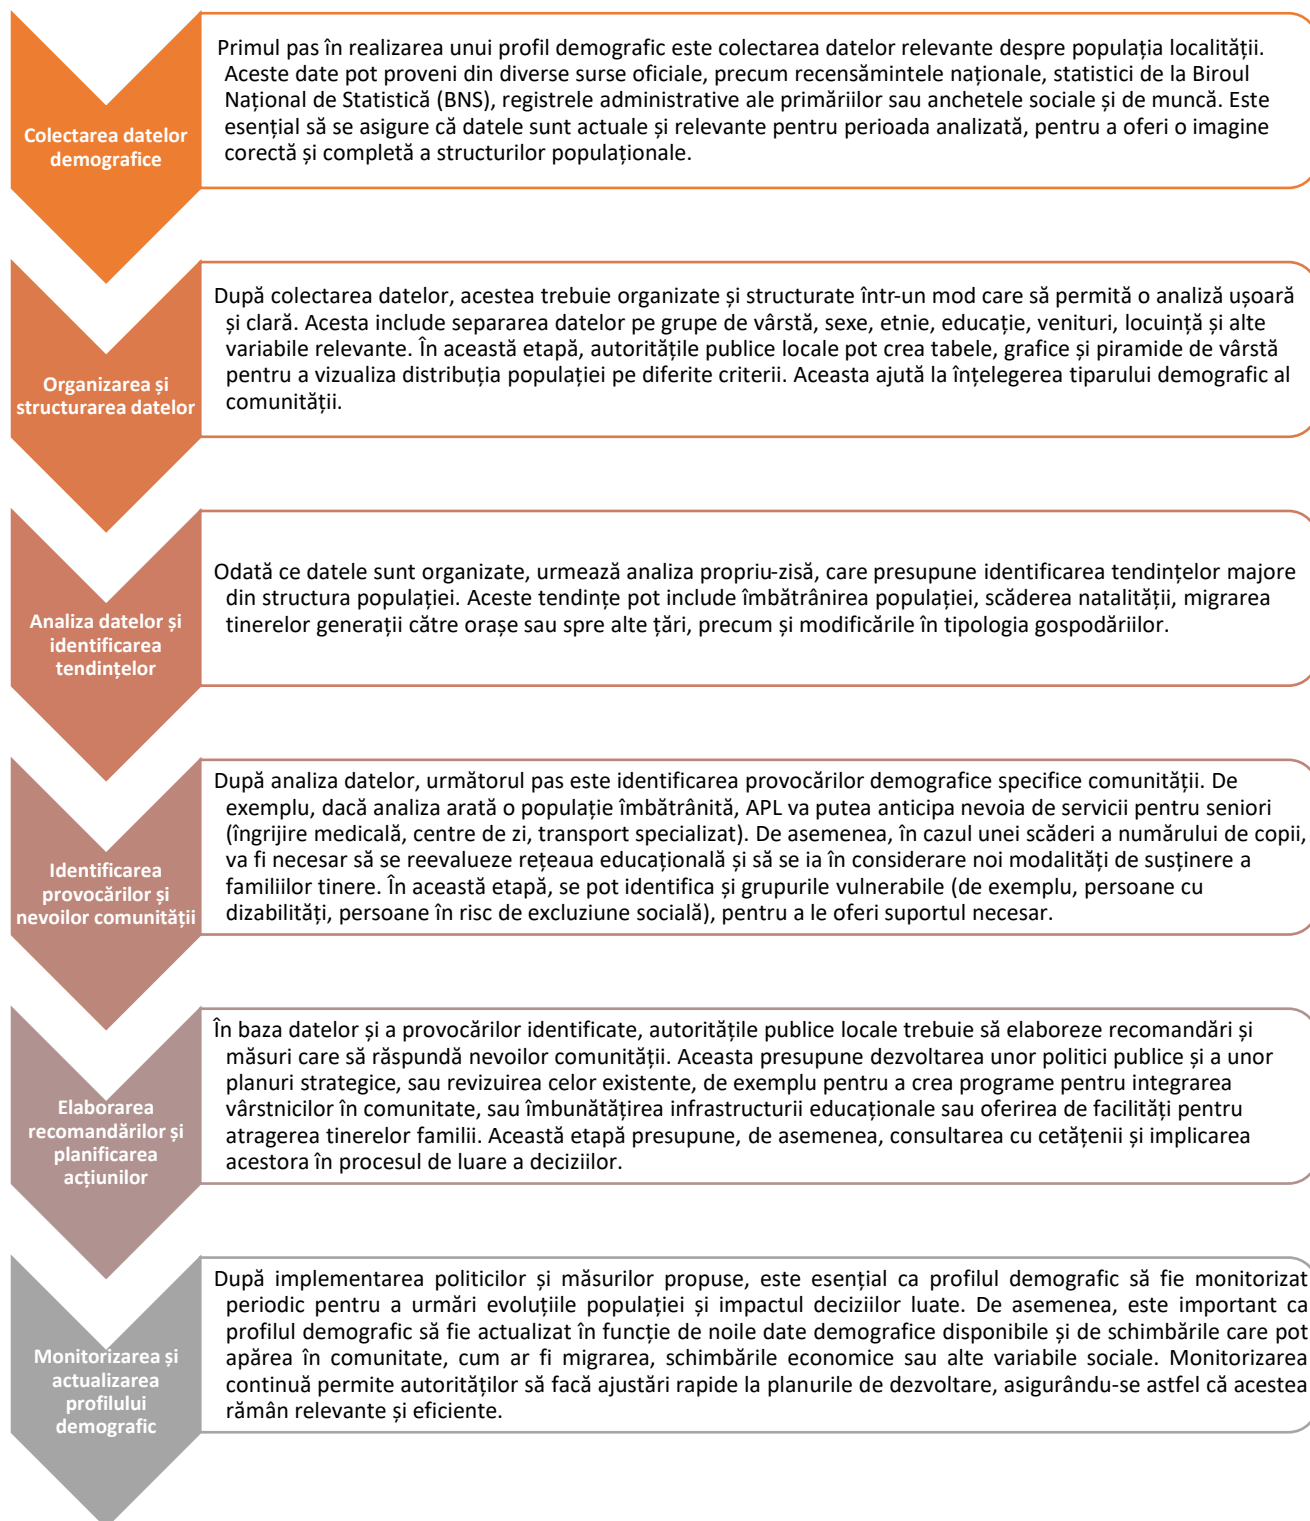 Colectarea datelor
demografice
Primul pas în realizarea unui profil demografic este colectarea datelor relevante despre populația localității.
Aceste date pot proveni din diverse surse oficiale, precum recensămintele naționale, statistici de la Biroul
Național de Statistică (BNS), registrele administrative ale primăriilor sau anchetele sociale și de muncă. Este
esențial să se asigure că datele sunt actuale și relevante pentru perioada analizată, pentru a oferi o imagine
corectă și completă a structurilor populaționale.
Organizarea și
structurarea datelor
După colectarea datelor, acestea trebuie organizate și structurate într-un mod care să permită o analiză ușoară
și clară. Acesta include separarea datelor pe grupe de vârstă, sexe, etnie, educație, venituri, locuință și alte
variabile relevante. În această etapă, autoritățile publice locale pot crea tabele, grafice și piramide de vârstă
pentru a vizualiza distribuția populației pe diferite criterii. Aceasta ajută la înțelegerea tiparului demografic al
comunității.
Analiza datelor și
identificarea
tendințelor
Odată ce datele sunt organizate, urmează analiza propriu-zisă, care presupune identificarea tendințelor majore
din structura populației. Aceste tendințe pot include îmbătrânirea populației, scăderea natalității, migrarea
tinerelor generații către orașe sau spre alte țări, precum și modificările în tipologia gospodăriilor.
Identificarea
provocărilor și
nevoilor comunității
După analiza datelor, următorul pas este identificarea provocărilor demografice specifice comunității. De
exemplu, dacă analiza arată o populație îmbătrânită, APL va putea anticipa nevoia de servicii pentru seniori
(îngrijire medicală, centre de zi, transport specializat). De asemenea, în cazul unei scăderi a numărului de copii,
va fi necesar să se reevalueze rețeaua educațională și să se ia în considerare noi modalități de susținere a
familiilor tinere. În această etapă, se pot identifica și grupurile vulnerabile (de exemplu, persoane cu
dizabilități, persoane în risc de excluziune socială), pentru a le oferi suportul necesar.
Elaborarea
recomandărilor și
planificarea
acțiunilor
În baza datelor și a provocărilor identificate, autoritățile publice locale trebuie să elaboreze recomandări și
măsuri care să răspundă nevoilor comunității. Aceasta presupune dezvoltarea unor politici publice și a unor
planuri strategice, sau revizuirea celor existente, de exemplu pentru a crea programe pentru integrarea
vârstnicilor în comunitate, sau îmbunătățirea infrastructurii educaționale sau oferirea de facilități pentru
atragerea tinerelor familii. Această etapă presupune, de asemenea, consultarea cu cetățenii și implicarea
acestora în procesul de luare a deciziilor.
Monitorizarea și
actualizarea
profilului
demografic
După implementarea politicilor și măsurilor propuse, este esențial ca profilul demografic să fie monitorizat
periodic pentru a urmări evoluțiile populației și impactul deciziilor luate. De asemenea, este important ca
profilul demografic să fie actualizat în funcție de noile date demografice disponibile și de schimbările care pot
apărea în comunitate, cum ar fi migrarea, schimbările economice sau alte variabile sociale. Monitorizarea
continuă permite autorităților să facă ajustări rapide la planurile de dezvoltare, asigurându-se astfel că acestea
rămân relevante și eficiente.